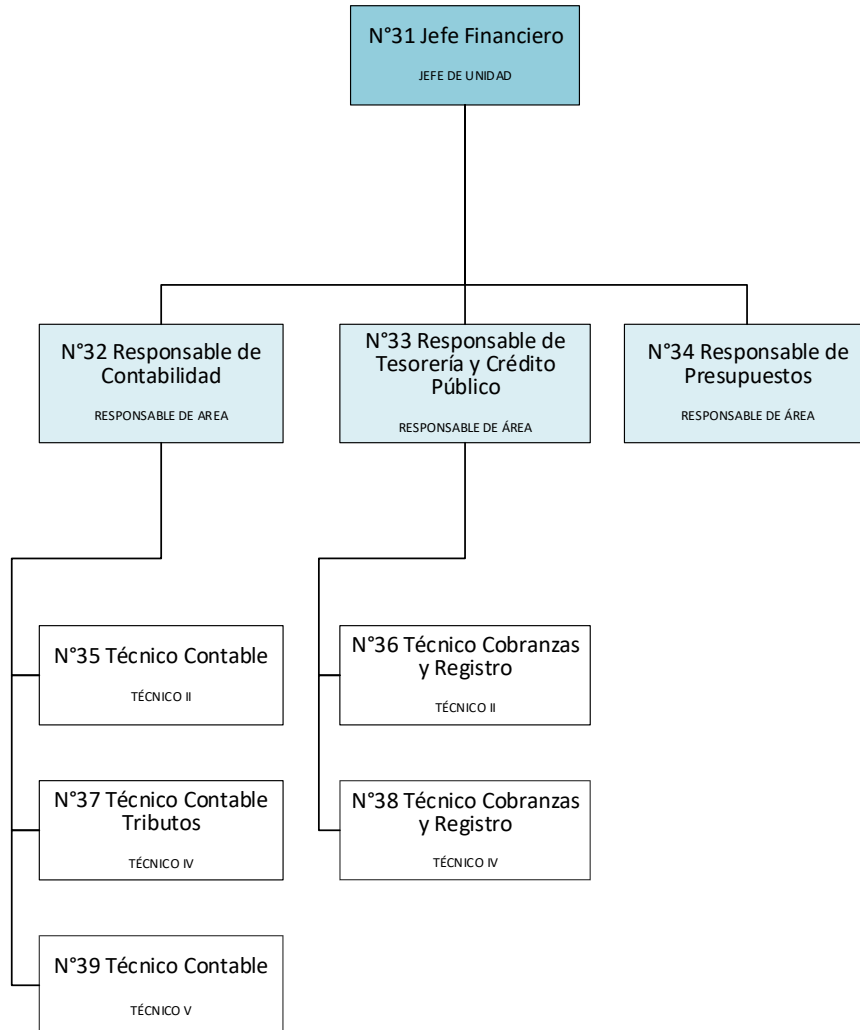 N°31 Jefe Financiero
JEFE DE UNIDAD
N°32 Responsable de
Contabilidad
RESPONSABLE DE AREA
N°33 Responsable de
Tesorería y Crédito
Público
RESPONSABLE DE ÁREA
N°34 Responsable de
Presupuestos
RESPONSABLE DE ÁREA
N°35 Técnico Contable
TÉCNICO II
N°36 Técnico Cobranzas
y Registro
TÉCNICO II
N°37 Técnico Contable
Tributos
TÉCNICO IV
N°38 Técnico Cobranzas
y Registro
TÉCNICO IV
N°39 Técnico Contable
TÉCNICO V